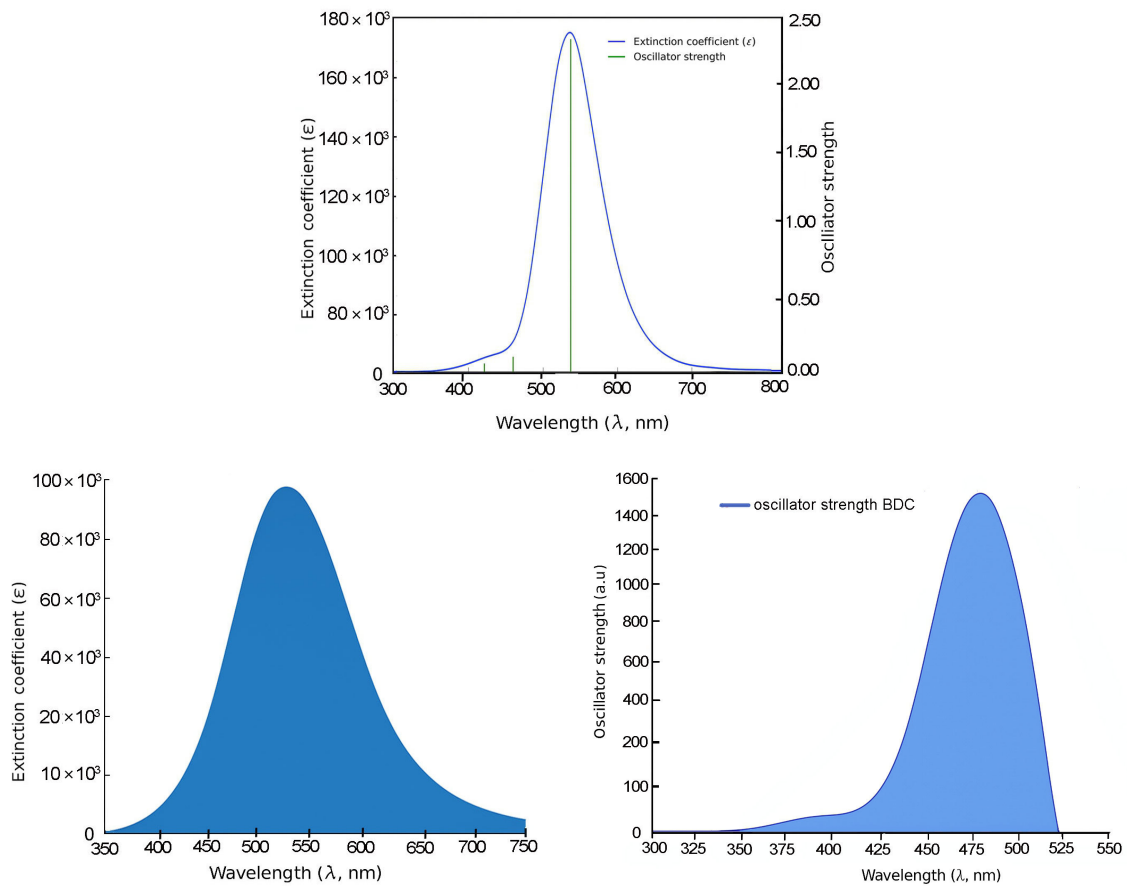 180 × 10³
160 × 10³
140 × 10³
120 × 10³
100 × 10³
80 × 10³
0
Extinction coefficient (ε)
Extinction coefficient (ε)
Oscillator strength
2.50
2.00
1.50
1.00
0.50
0.00
Osclliator strength
300 400 500 600 700 800
Wavelength (λ, nm)
100 × 10³
80 × 10³
60 × 10³
40 × 10³
20 × 10³
10 × 10³
0
Extinction coefficient (ε)
350 400 450 500 550 600 650 700 750
Wavelength (λ, nm)
1600
1400
1200
1000
800
600
400
200
100
0
Oscillator strength (a.u)
oscillator strength BDC
300 325 350 400 425 450 475 500 525 550
Wavelength (λ, nm)